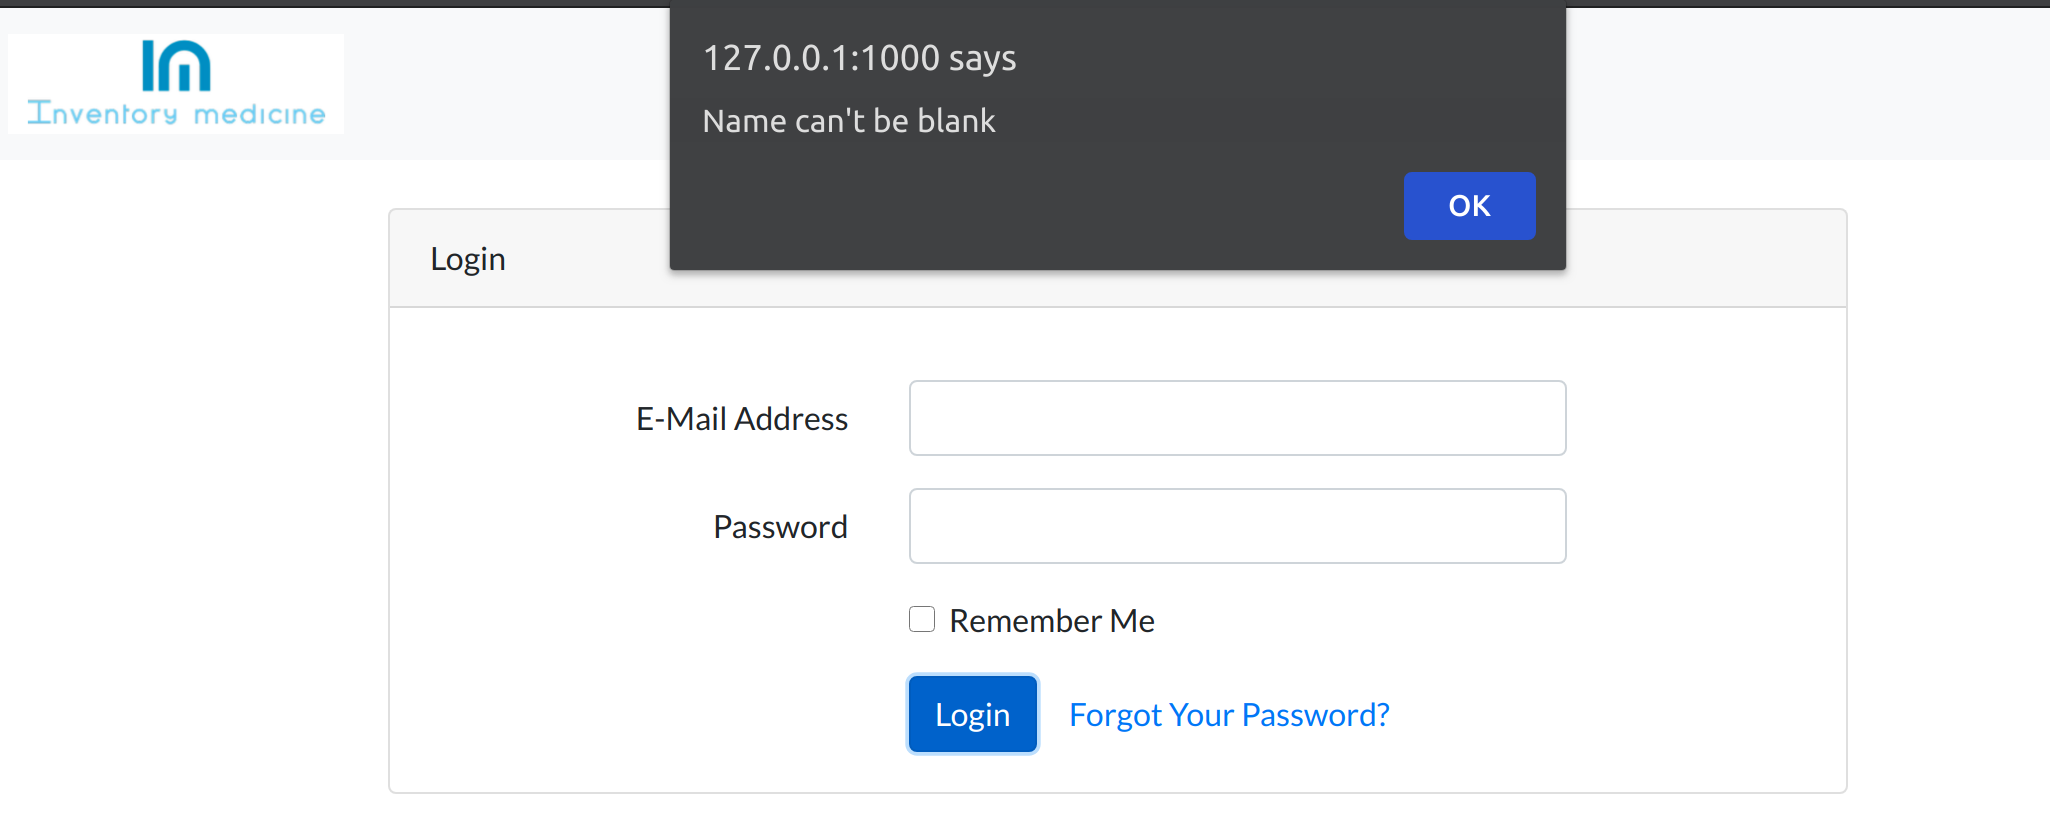 127.0.0.1:1000 says
Name can't be blank
OK
IM
Inventory medicine
Login
E-Mail Address
Password
Remember Me
Login Forgot Your Password?